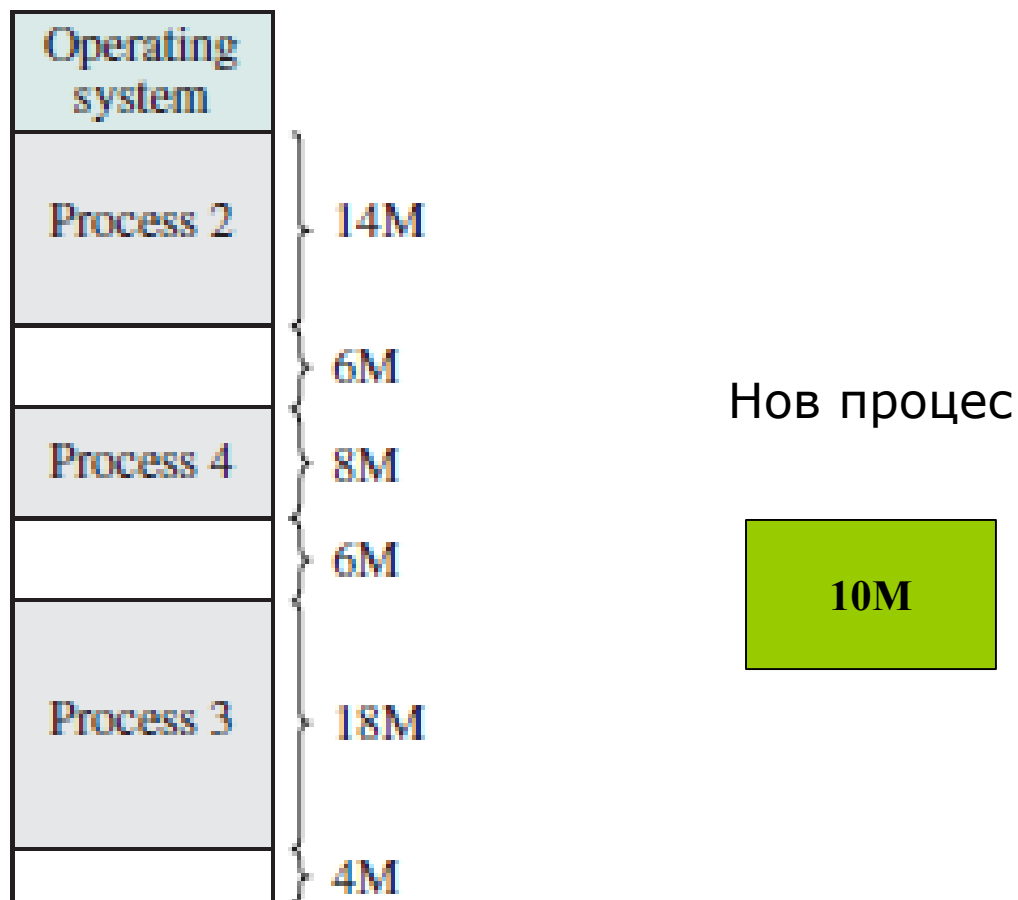 Operating
system
Process 2
14M
6M
Нов процес
Process 4
8M
6M
10M
Process 3
18M
4M